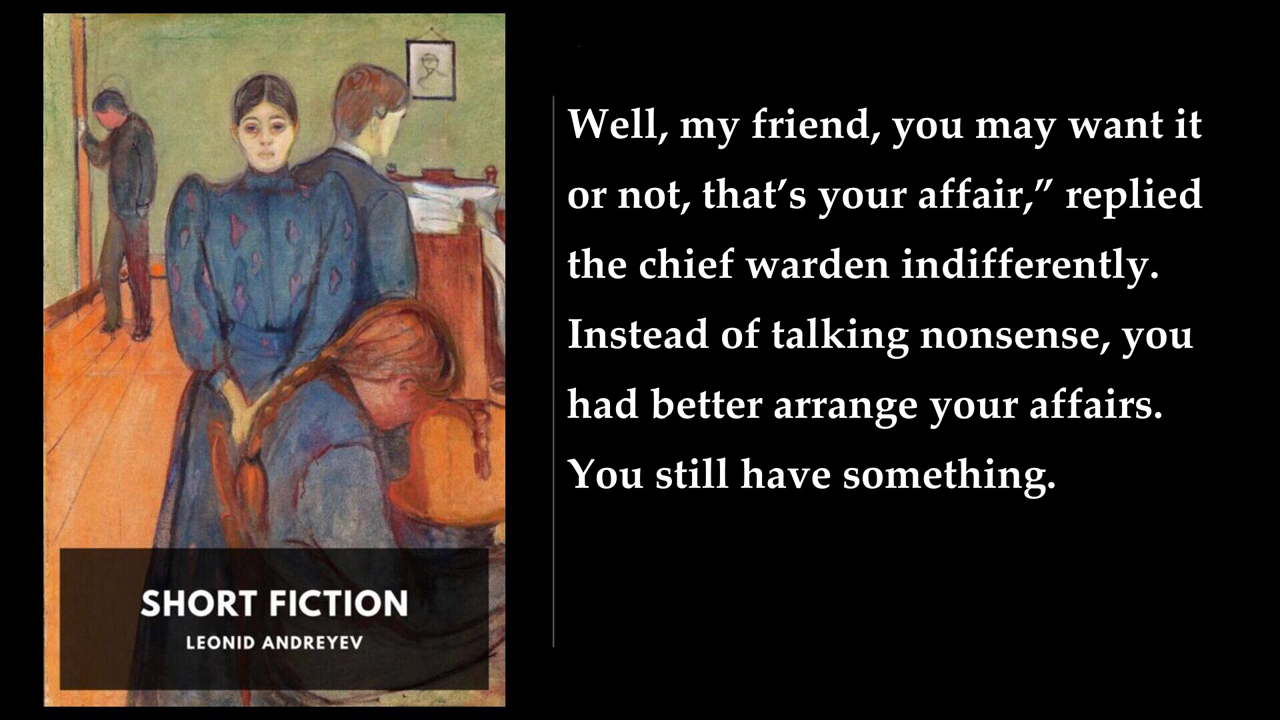 SHORT FICTION
LEONID ANDREYEV
Well, my friend, you may want it
or not, that’s your affair,” replied
the chief warden indifferently.
Instead of talking nonsense, you
had better arrange your affairs.
You still have something.